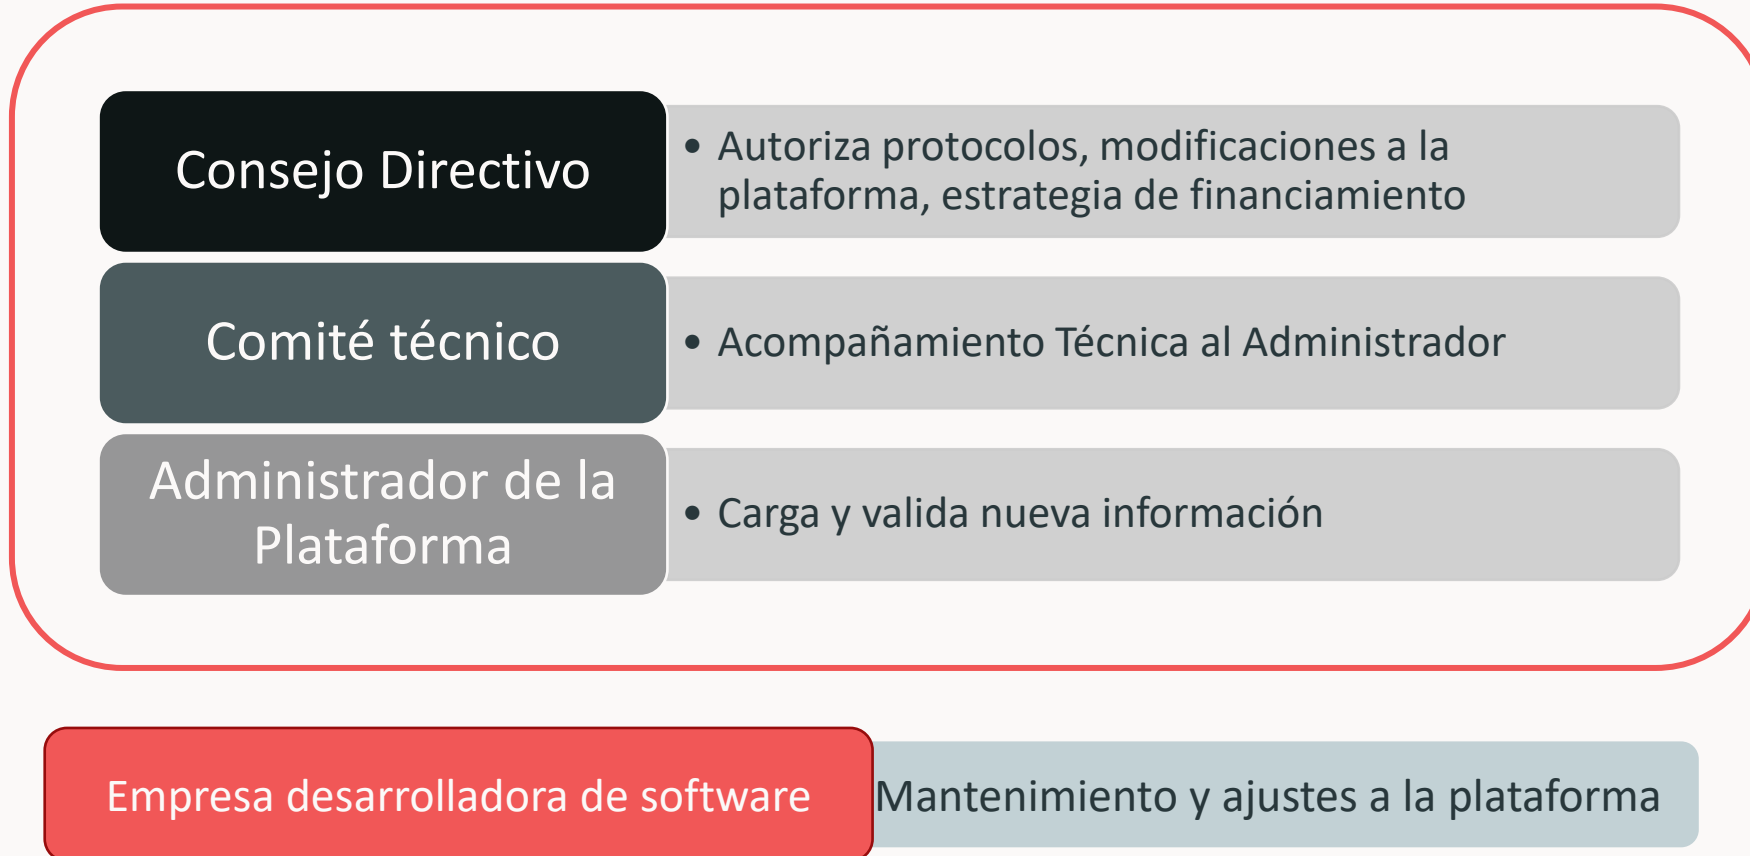 Consejo Directivo
• Autoriza protocolos, modificaciones a la
plataforma, estrategia de financiamiento
Comité técnico
• Acompañamiento Técnica al Administrador
Administrador de la
Plataforma
• Carga y valida nueva información
Empresa desarrolladora de software
Mantenimiento y ajustes a la plataforma